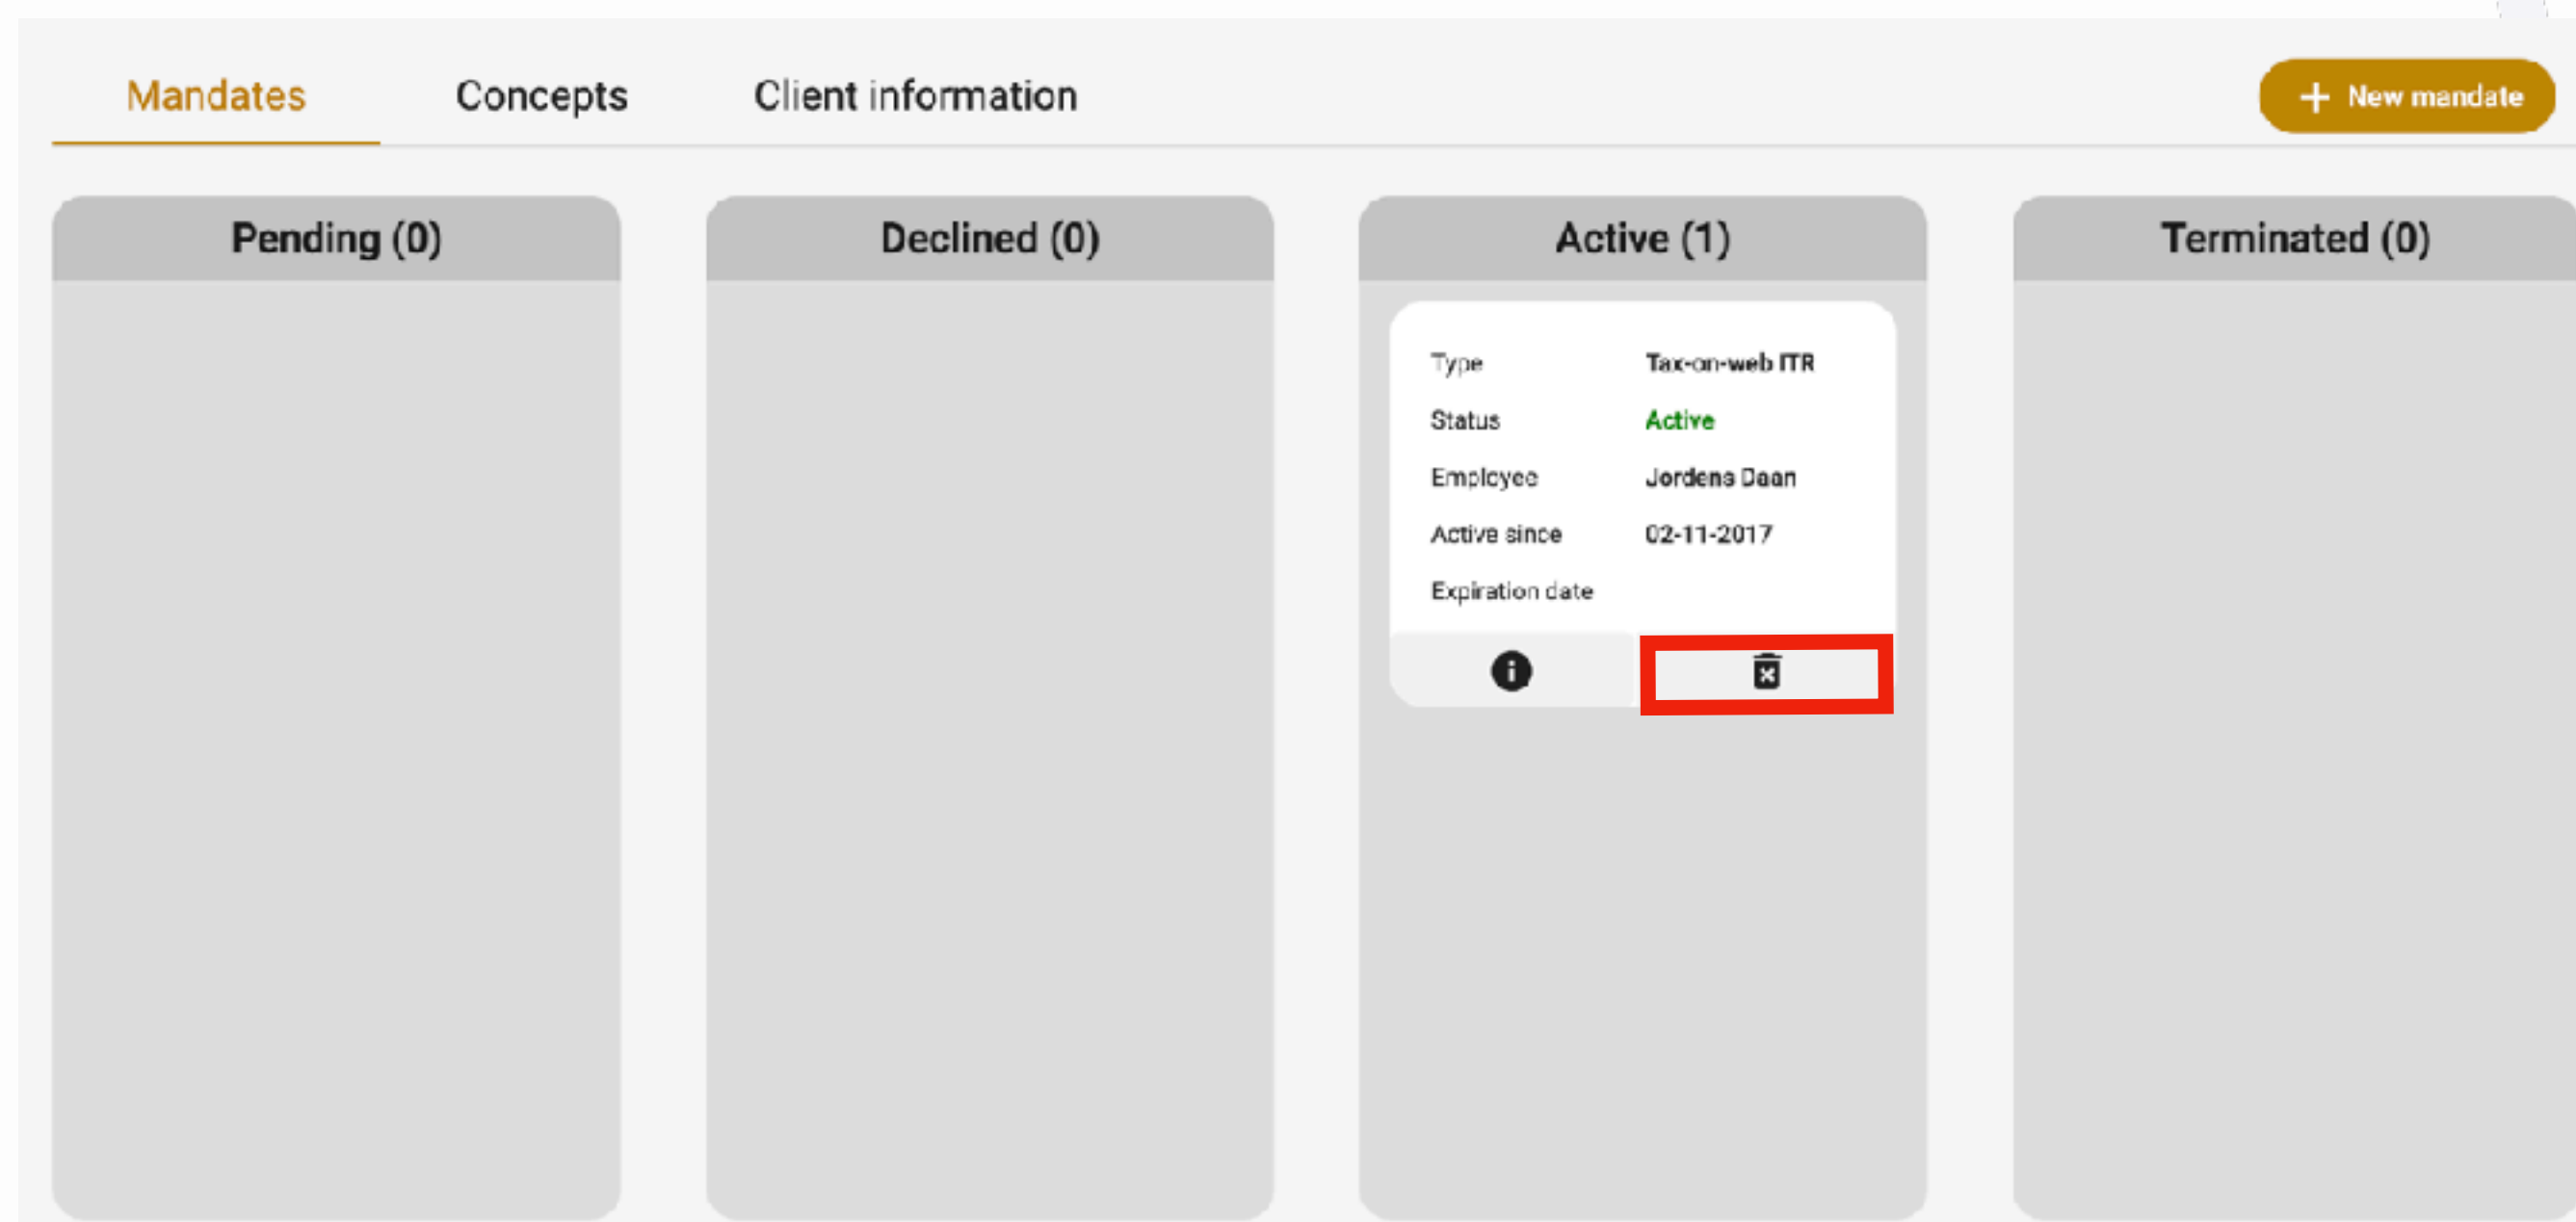 Mandates Concepts Client information + New mandate
Pending (0) Declined (0) Active (1) Terminated (0)
Type Tax-on-web ITR
Status Active
Employee Jordens Daan
Active since 02-11-2017
Expiration date